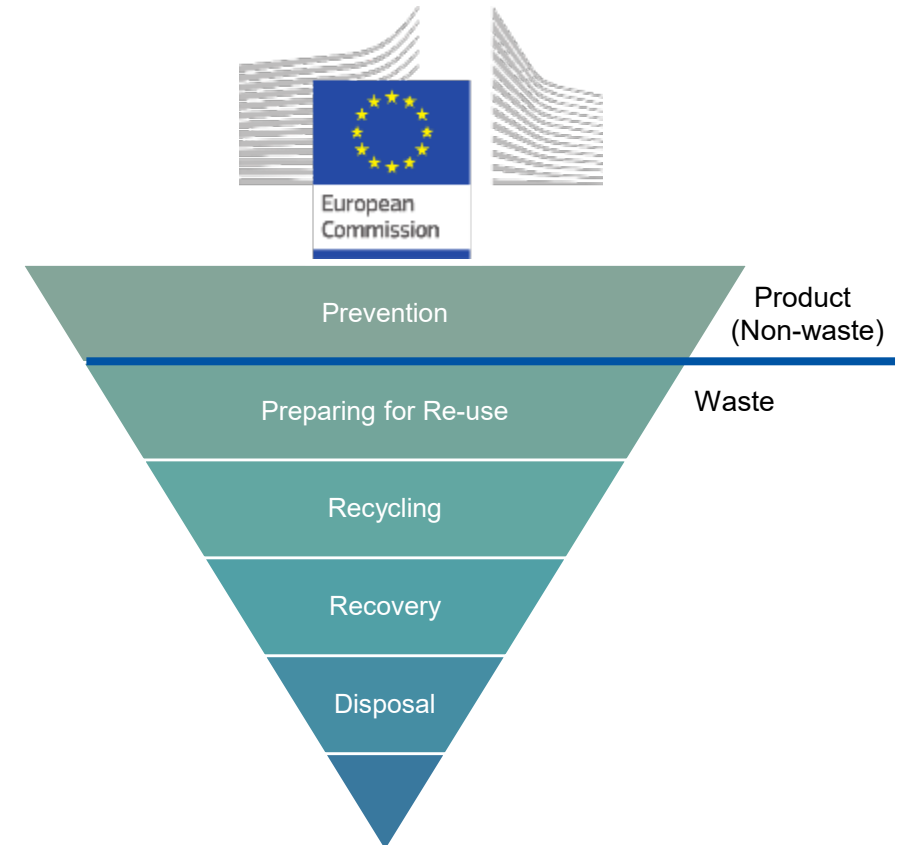 European
Commission
Prevention
Product
(Non-waste)
Preparing for Re-use
Waste
Recycling
Recovery
Disposal